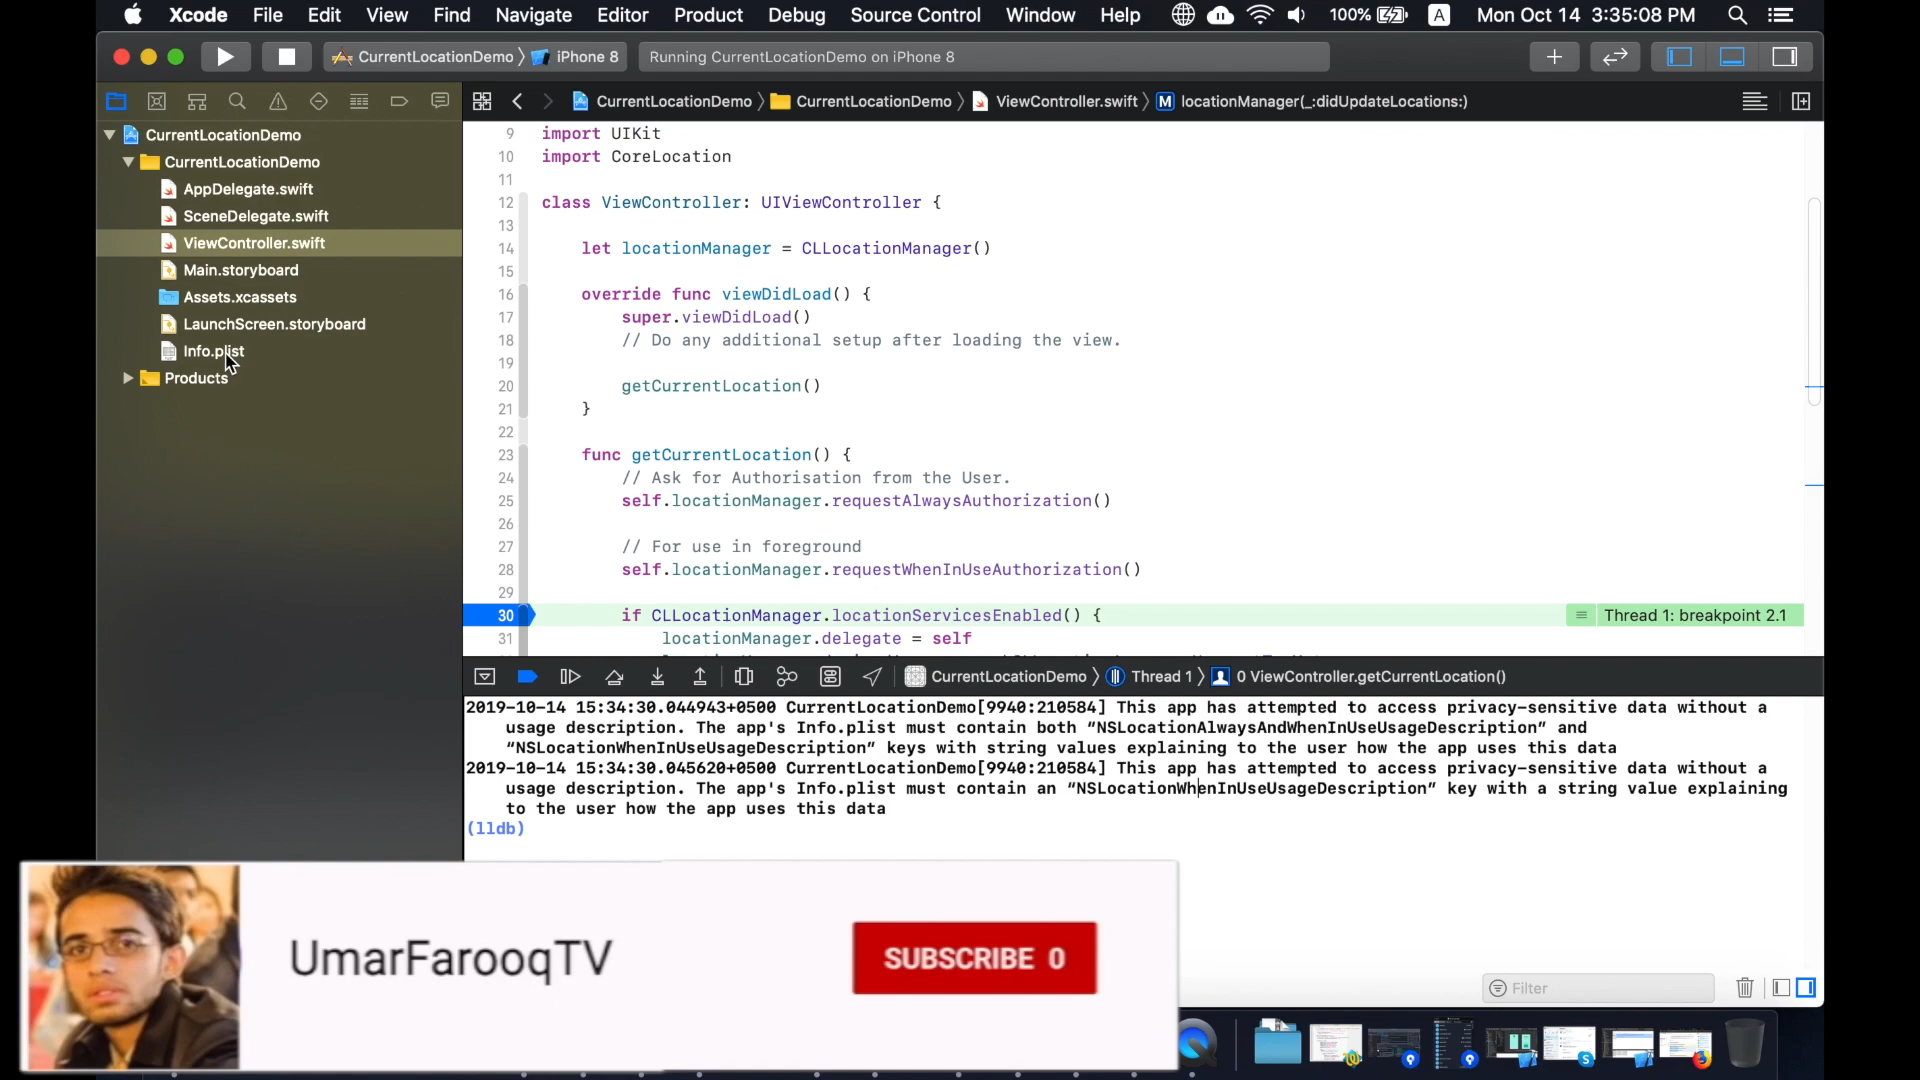 Xcode File Edit View Find Navigate Editor Product Debug Source Control Window Help 100% A Mon Oct 14 3:35:08 PM
CurrentLocationDemo iPhone 8 Running CurrentLocationDemo on iPhone 8
CurrentLocationDemo CurrentLocationDemo ViewController.swift M locationManager(_:didUpdateLocations:)
CurrentLocationDemo
CurrentLocationDemo
AppDelegate.swift
SceneDelegate.swift
ViewController.swift
Main.storyboard
Assets.xcassets
LaunchScreen.storyboard
Info.plist
Products
9 import UIKit
10 import CoreLocation
11
12 class ViewController: UIViewController {
13
14 let locationManager = CLLocationManager()
15
16 override func viewDidLoad() {
17 super.viewDidLoad()
18 // Do any additional setup after loading the view.
19
20 getCurrentLocation()
21 }
22
23 func getCurrentLocation() {
24 // Ask for Authorisation from the User.
25 self.locationManager.requestAlwaysAuthorization()
26
27 // For use in foreground
28 self.locationManager.requestWhenInUseAuthorization()
29
30 if CLLocationManager.locationServicesEnabled() { Thread 1: breakpoint 2.1
31 locationManager.delegate = self
CurrentLocationDemo Thread 1 0 ViewController.getCurrentLocation()
2019-10-14 15:34:30.044943+0500 CurrentLocationDemo[9940:210584] This app has attempted to access privacy-sensitive data without a
usage description. The app's Info.plist must contain both “NSLocationAlwaysAndWhenInUseUsageDescription” and
“NSLocationWhenInUseUsageDescription” keys with string values explaining to the user how the app uses this data
2019-10-14 15:34:30.045620+0500 CurrentLocationDemo[9940:210584] This app has attempted to access privacy-sensitive data without a
usage description. The app's Info.plist must contain an “NSLocationWhenInUseUsageDescription” key with a string value explaining
to the user how the app uses this data
(lldb)
Filter
UmarFarooqTV
SUBSCRIBE 0